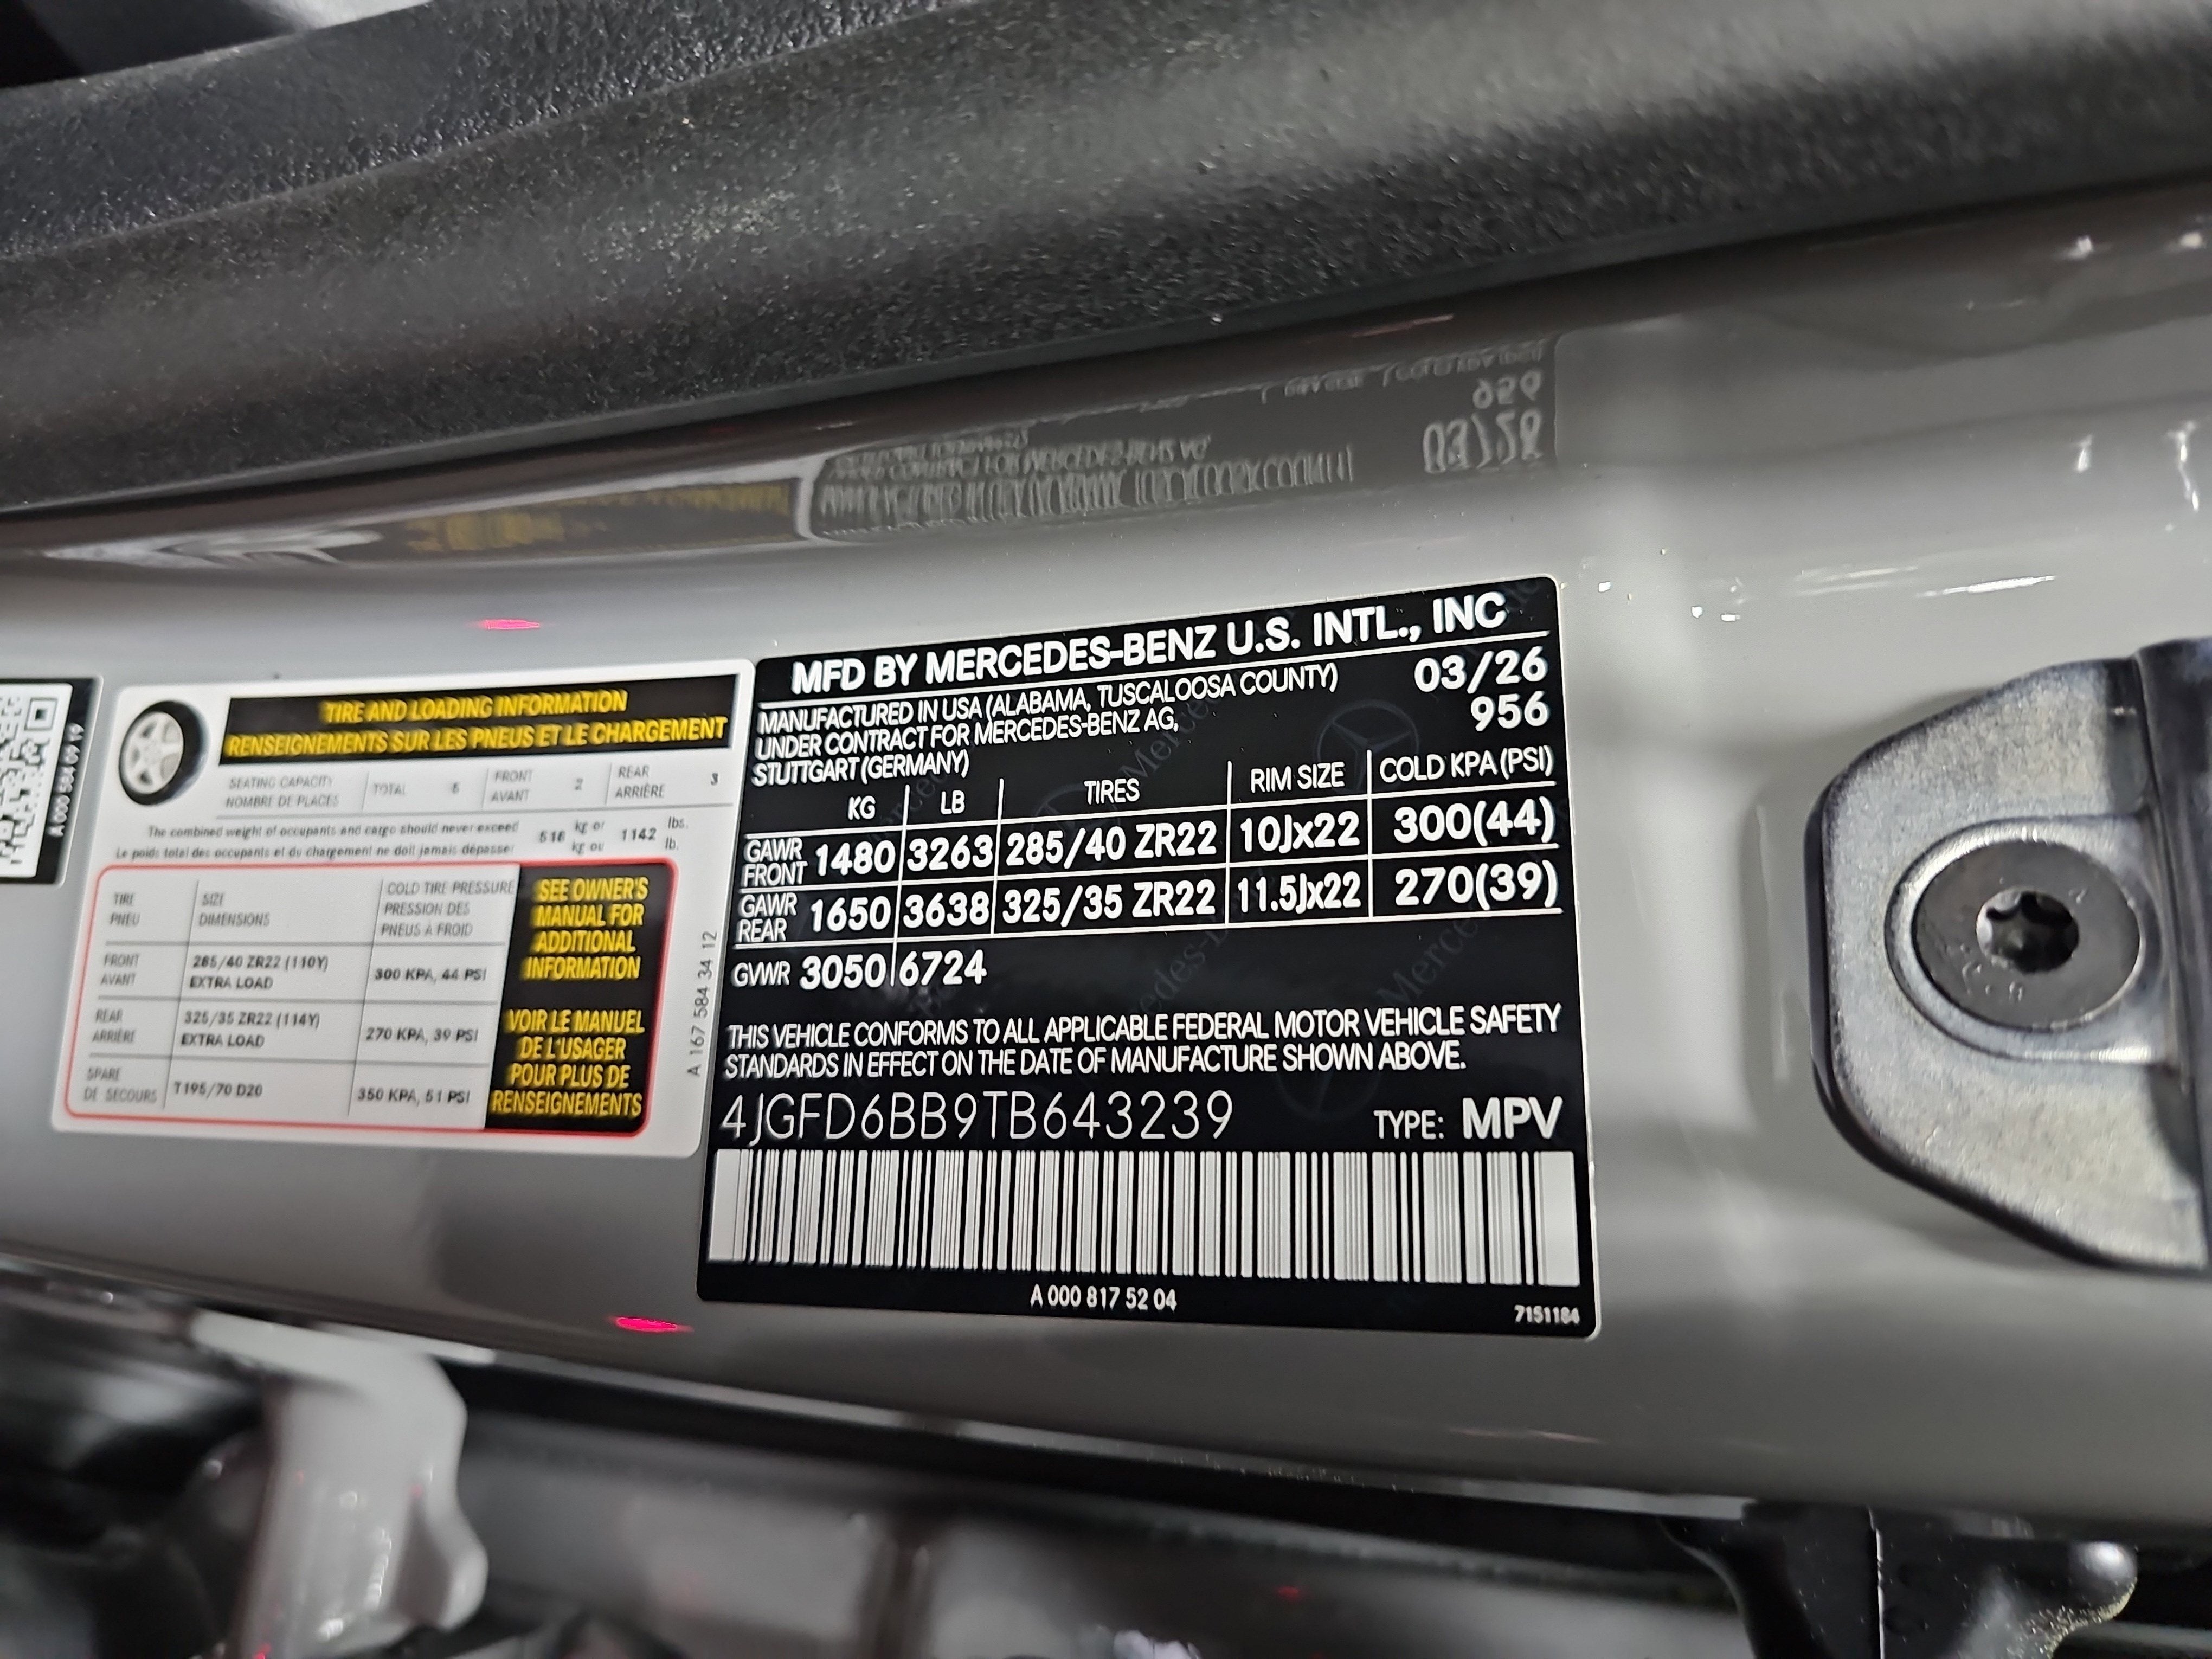 A 000 584 09 19
TIRE AND LOADING INFORMATION
RENSEIGNEMENTS SUR LES PNEUS ET LE CHARGEMENT
SEATING CAPACITY
NOMBRE DE PLACES
TOTAL 5
FRONT
AVANT
2
REAR
ARRIÈRE
3
The combined weight of occupants and cargo should never exceed
Le poids total des occupants et du chargement ne doit jamais dépasser
518
kg or
kg ou
1142
lbs.
lb.
TIRE
PNEU
SIZE
DIMENSIONS
COLD TIRE PRESSURE
PRESSION DES
PNEUS À FROID
FRONT
AVANT
285/40 ZR22 (110Y)
EXTRA LOAD
300 KPA, 44 PSI
REAR
ARRIÈRE
325/35 ZR22 (114Y)
EXTRA LOAD
270 KPA, 39 PSI
SPARE
DE SECOURS
T195/70 D20
350 KPA, 51 PSI
SEE OWNER'S
MANUAL FOR
ADDITIONAL
INFORMATION
VOIR LE MANUEL
DE L'USAGER
POUR PLUS DE
RENSEIGNEMENTS
A 167 584 34 12
MFD BY MERCEDES-BENZ U.S. INTL., INC
MANUFACTURED IN USA (ALABAMA, TUSCALOOSA COUNTY)
UNDER CONTRACT FOR MERCEDES-BENZ AG,
STUTTGART (GERMANY)
03/26
956
KG LB TIRES RIM SIZE COLD KPA (PSI)
GAWR
FRONT
1480 3263 285/40 ZR22 10Jx22 300(44)
GAWR
REAR
1650 3638 325/35 ZR22 11.5Jx22 270(39)
GVWR 3050 6724
THIS VEHICLE CONFORMS TO ALL APPLICABLE FEDERAL MOTOR VEHICLE SAFETY
STANDARDS IN EFFECT ON THE DATE OF MANUFACTURE SHOWN ABOVE.
4JGFD6BB9TB643239 TYPE: MPV
A 000 817 52 04
7151184